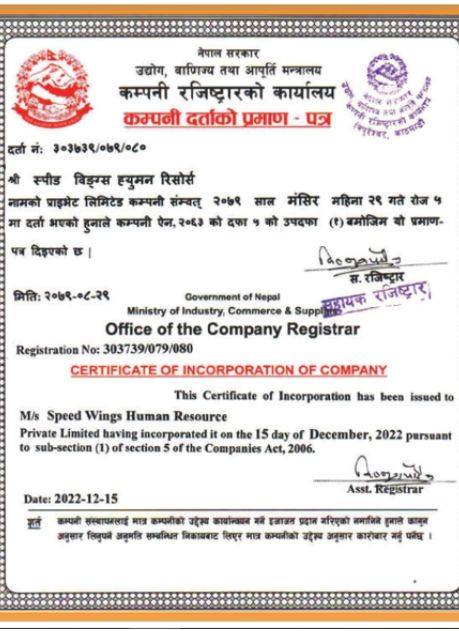 नेपाल सरकार
उद्योग, वाणिज्य तथा आपूर्ति मन्त्रालय
कम्पनी रजिष्ट्रारको कार्यालय
कम्पनी दर्ताको प्रमाण - पत्र
दर्ता नं: ३०३७३९/०७९/०८०
श्री स्पीड विङ्ग्स ह्युमन रिसोर्स
नामको प्राइभेट लिमिटेड कम्पनी संम्वत् २०७९ साल मंसिर महिना २९ गते रोज ५
मा दर्ता भएको हुनाले कम्पनी ऐन, २०६३ को दफा ५ को उपदफा (१) बमोजिम यो प्रमाण-
पत्र दिइएको छ |
स. रजिष्ट्रार
सहायक रजिष्ट्रार
मिति: २०७९-०८-२९
Government of Nepal
Ministry of Industry, Commerce &
Office of the Company Registrar
Registration No: 303739/079/080
CERTIFICATE OF INCORPORATION OF COMPANY
This Certificate of Incorporation has been issued to
M/s Speed Wings Human Resource
Private Limited having incorporated it on the 15 day of December, 2022 pursuant
to sub-section (1) of section 5 of the Companies Act, 2006.
Asst. Registrar
Date: 2022-12-15
शर्त कम्पनी संस्थापनलाई मात्र कम्पनीको उद्देश्य कार्यान्वयन गर्ने इजाजत प्रदान गरिएको नमानिने हुनाले कानून
अनुसार लिनुपर्ने अनुमति सम्बन्धित निकायबाट लिएर मात्र कम्पनीको उद्देश्य अनुसार कारोबार गर्नु पर्नेछ ।